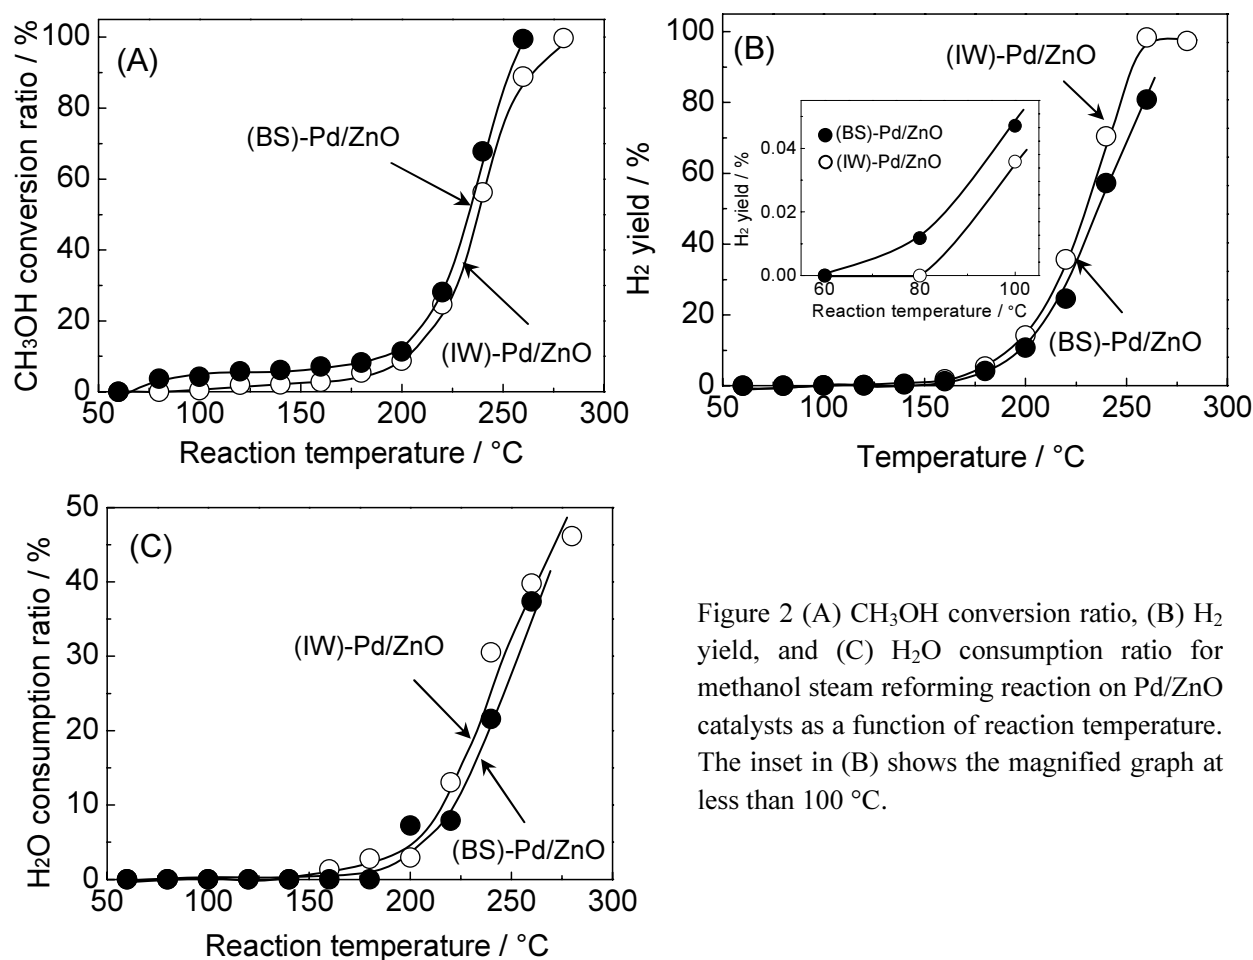 (A)
CH₃OH conversion ratio / %
100
80
60
40
20
0
(BS)-Pd/ZnO
(IW)-Pd/ZnO
50
100
150
200
250
300
Reaction temperature / °C
(B)
H₂ yield / %
100
80
60
40
20
0
(IW)-Pd/ZnO
(BS)-Pd/ZnO
(BS)-Pd/ZnO
(IW)-Pd/ZnO
H₂ yield / %
0.04
0.02
0.00
60
80
100
Reaction temperature / °C
50
100
150
200
250
300
Temperature / °C
(C)
H₂O consumption ratio / %
50
40
30
20
10
0
(IW)-Pd/ZnO
(BS)-Pd/ZnO
50
100
150
200
250
300
Reaction temperature / °C
Figure 2 (A) CH₃OH conversion ratio, (B) H₂
yield, and (C) H₂O consumption ratio for
methanol steam reforming reaction on Pd/ZnO
catalysts as a function of reaction temperature.
The inset in (B) shows the magnified graph at
less than 100 °C.